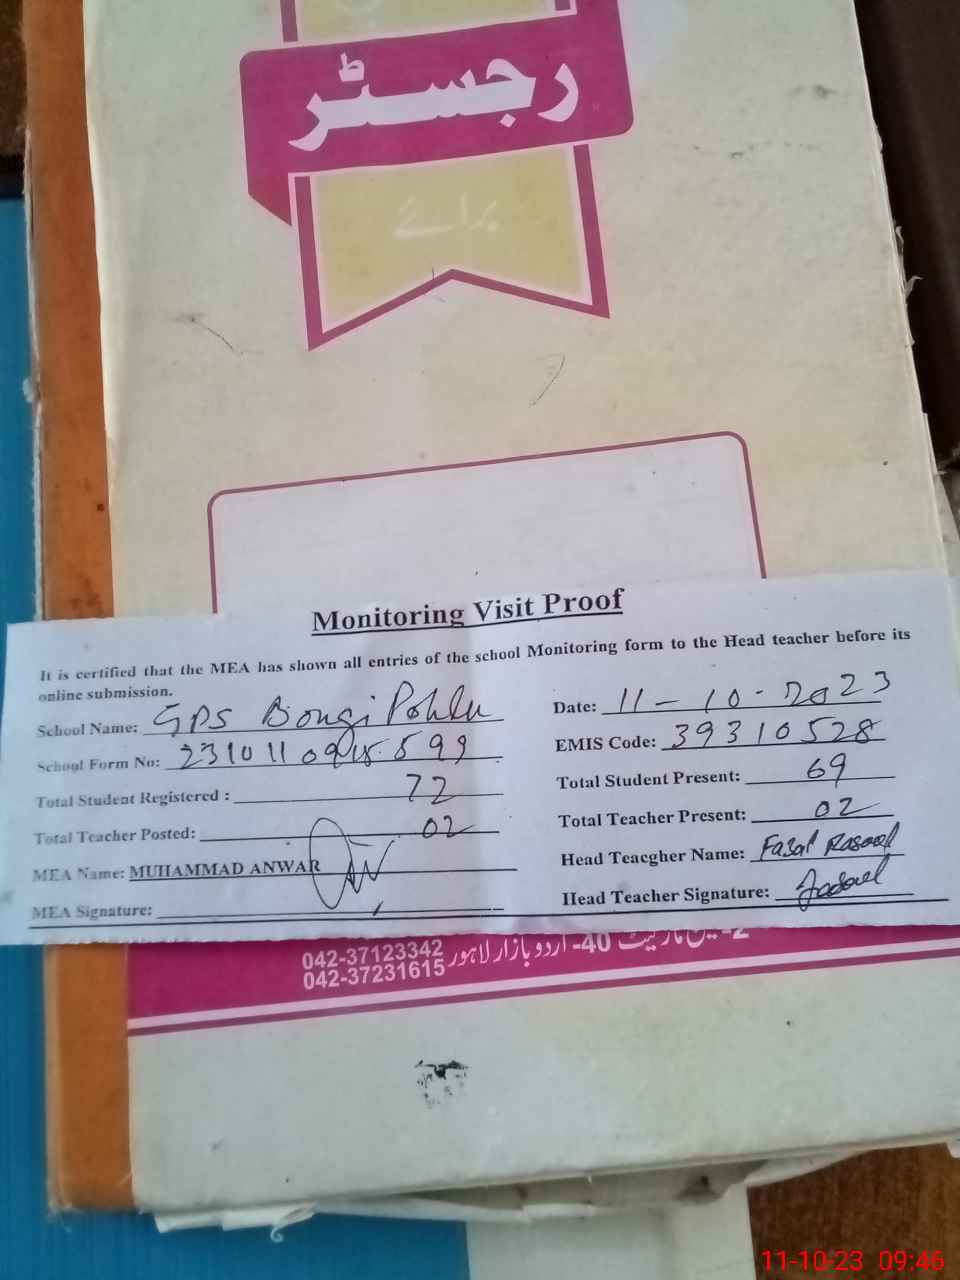 رجسٹر
برائے
Monitoring Visit Proof
It is certified that the MEA has shown all entries of the school Monitoring form to the Head teacher before its
online submission.
School Name: GPS Bongi Pohlu Date: 11-10-2023
School Form No: EMIS Code: 39310528
Total Student Registered : 72 Total Student Present: 69
Total Teacher Posted: 02 Total Teacher Present: 02
MEA Name: MUHAMMAD ANWAR Head Teacgher Name: Fazal Rasool
MEA Signature: Head Teacher Signature:
042-37123342
042-37231615
40- اردو بازار لاہور
11-10-23 09:46